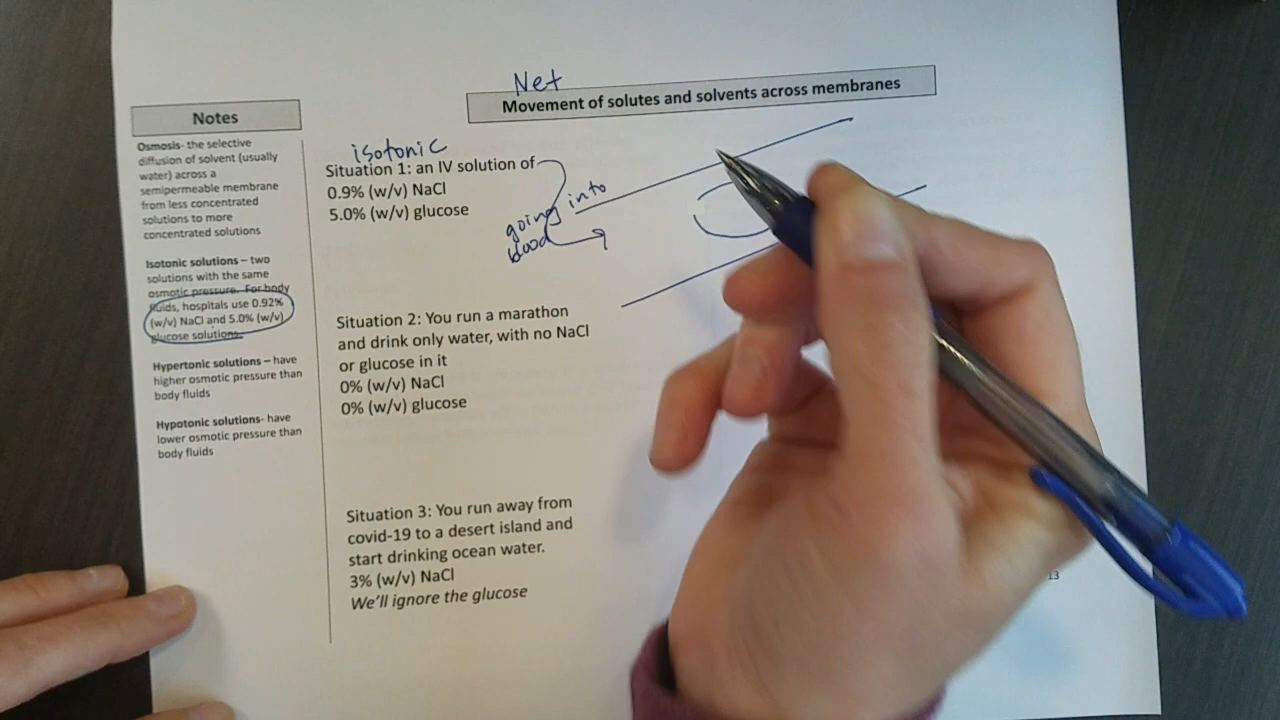 Net
Movement of solutes and solvents across membranes
Notes
Osmosis- the selective
diffusion of solvent (usually
water) across a
semipermeable membrane
from less concentrated
solutions to more
concentrated solutions
Isotonic solutions – two
solutions with the same
osmotic pressure. For body
fluids, hospitals use 0.92%
(w/v) NaCl and 5.0% (w/v)
glucose solutions.
Hypertonic solutions – have
higher osmotic pressure than
body fluids
Hypotonic solutions- have
lower osmotic pressure than
body fluids
isotonic
Situation 1: an IV solution of
0.9% (w/v) NaCl
5.0% (w/v) glucose
going into
blood
Situation 2: You run a marathon
and drink only water, with no NaCl
or glucose in it
0% (w/v) NaCl
0% (w/v) glucose
Situation 3: You run away from
covid-19 to a desert island and
start drinking ocean water.
3% (w/v) NaCl
We'll ignore the glucose
13